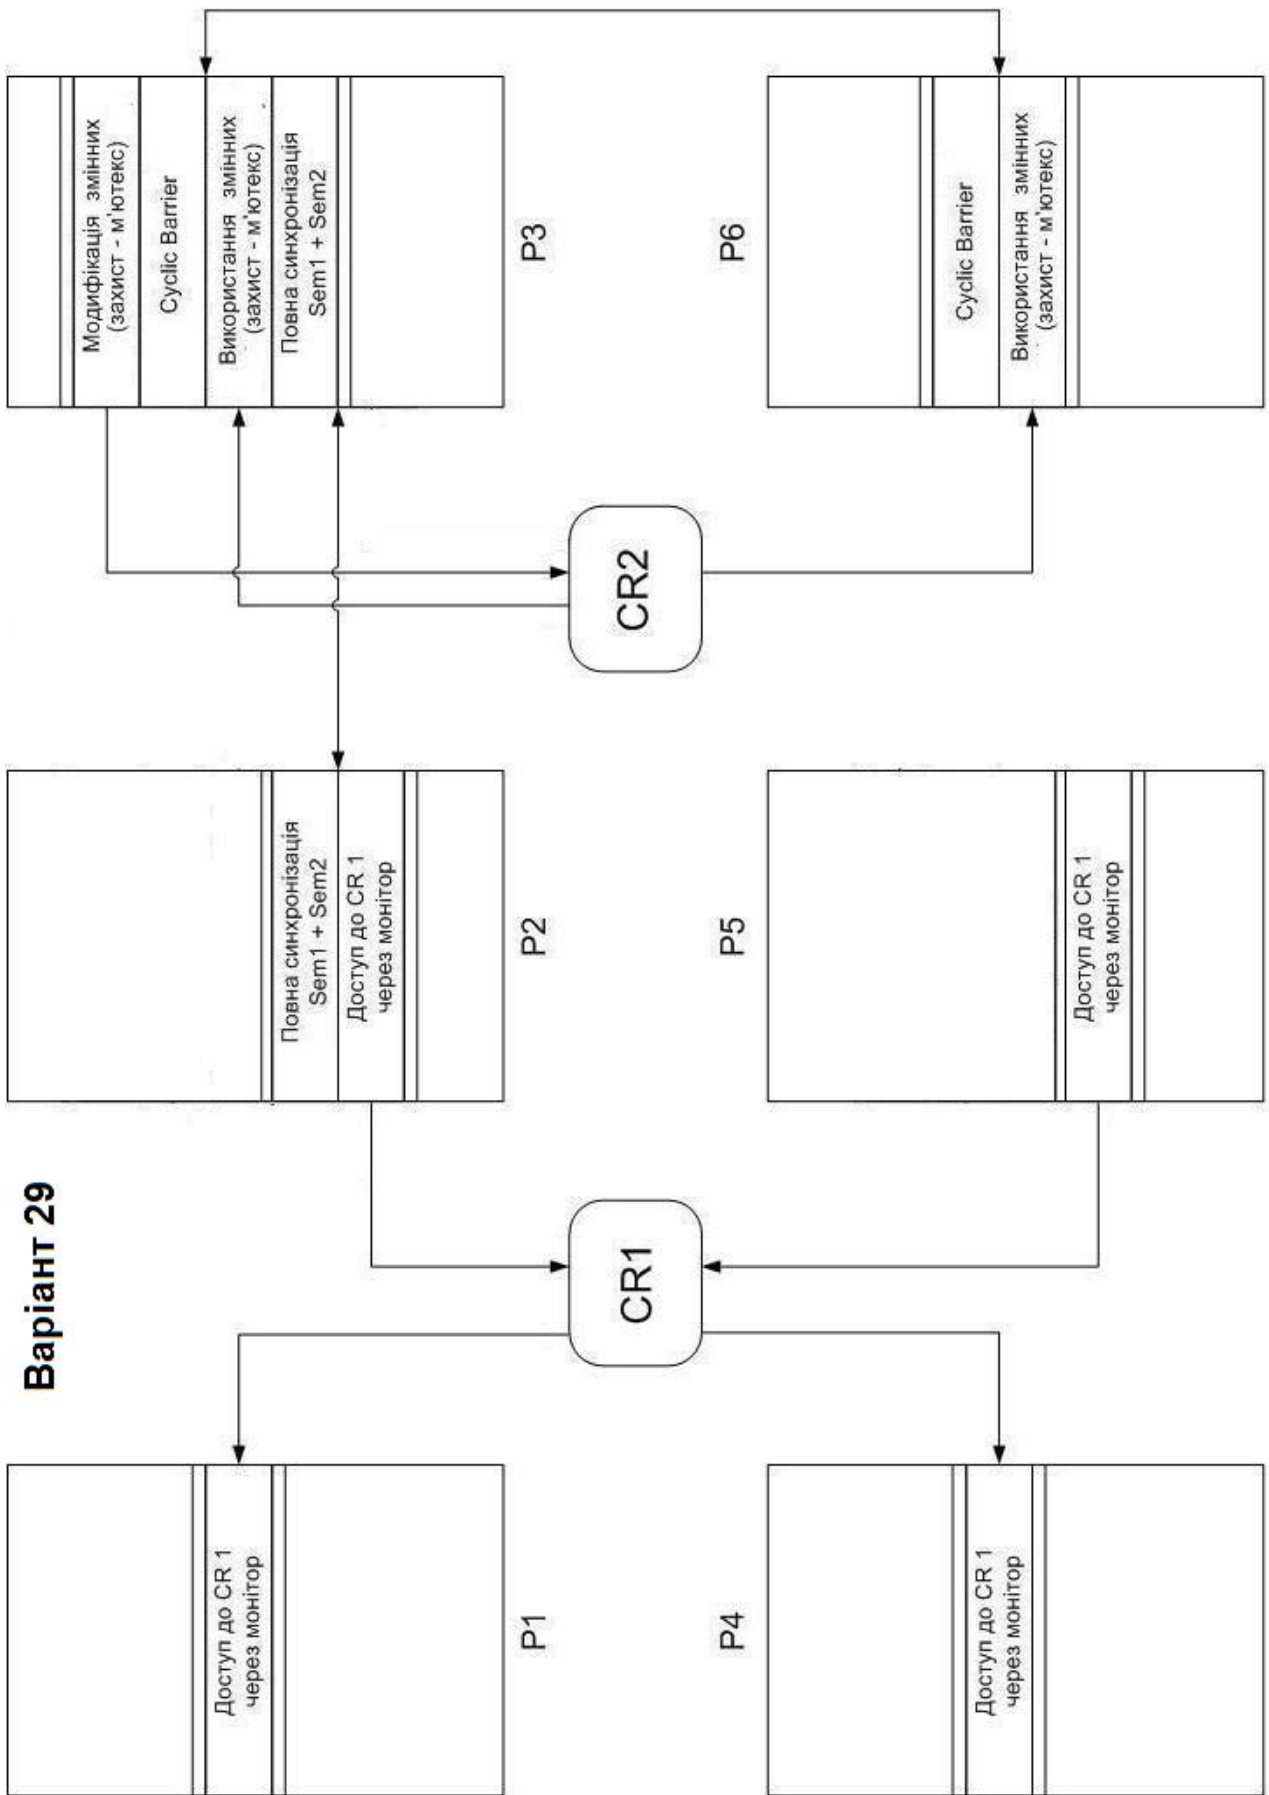 Варіант 29
Доступ до CR 1
через монітор
P1
CR1
Повна синхронізація
Sem1 + Sem2
Доступ до CR 1
через монітор
P2
CR2
Модифікація змінних
(захист - м'ютекс)
Cyclic Barrier
Використання змінних
(захист - м'ютекс)
Повна синхронізація
Sem1 + Sem2
P3
Доступ до CR 1
через монітор
P4
Доступ до CR 1
через монітор
P5
Cyclic Barrier
Використання змінних
(захист - м'ютекс)
P6